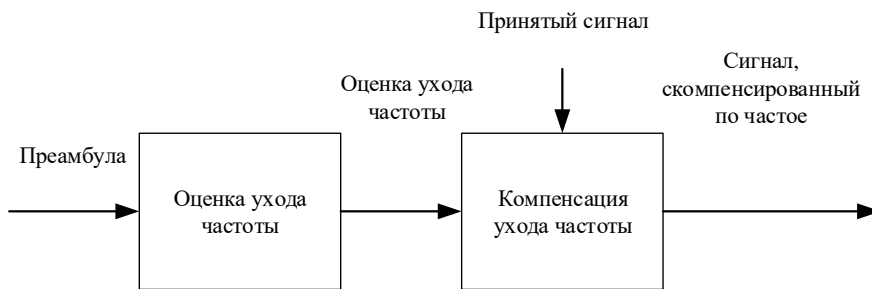 Принятый сигнал
Сигнал,
скомпенсированный
по частое
Оценка ухода
частоты
Преамбула
Оценка ухода
частоты
Компенсация
ухода частоты